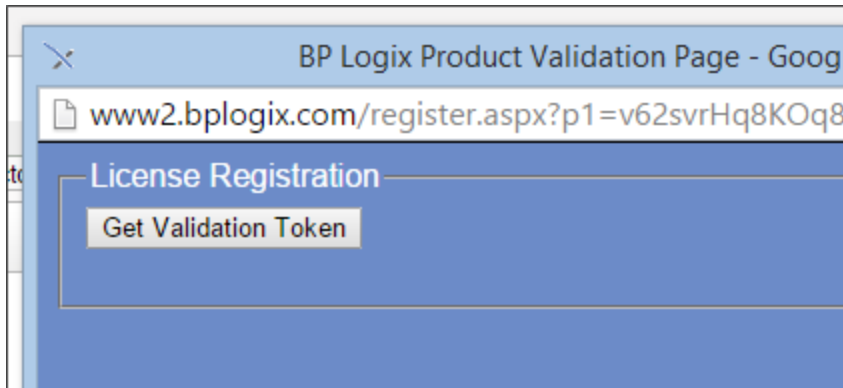 BP Logix Product Validation Page - Goog
www2.bplogix.com/register.aspx?p1=v62svrHq8KOq8
License Registration
Get Validation Token